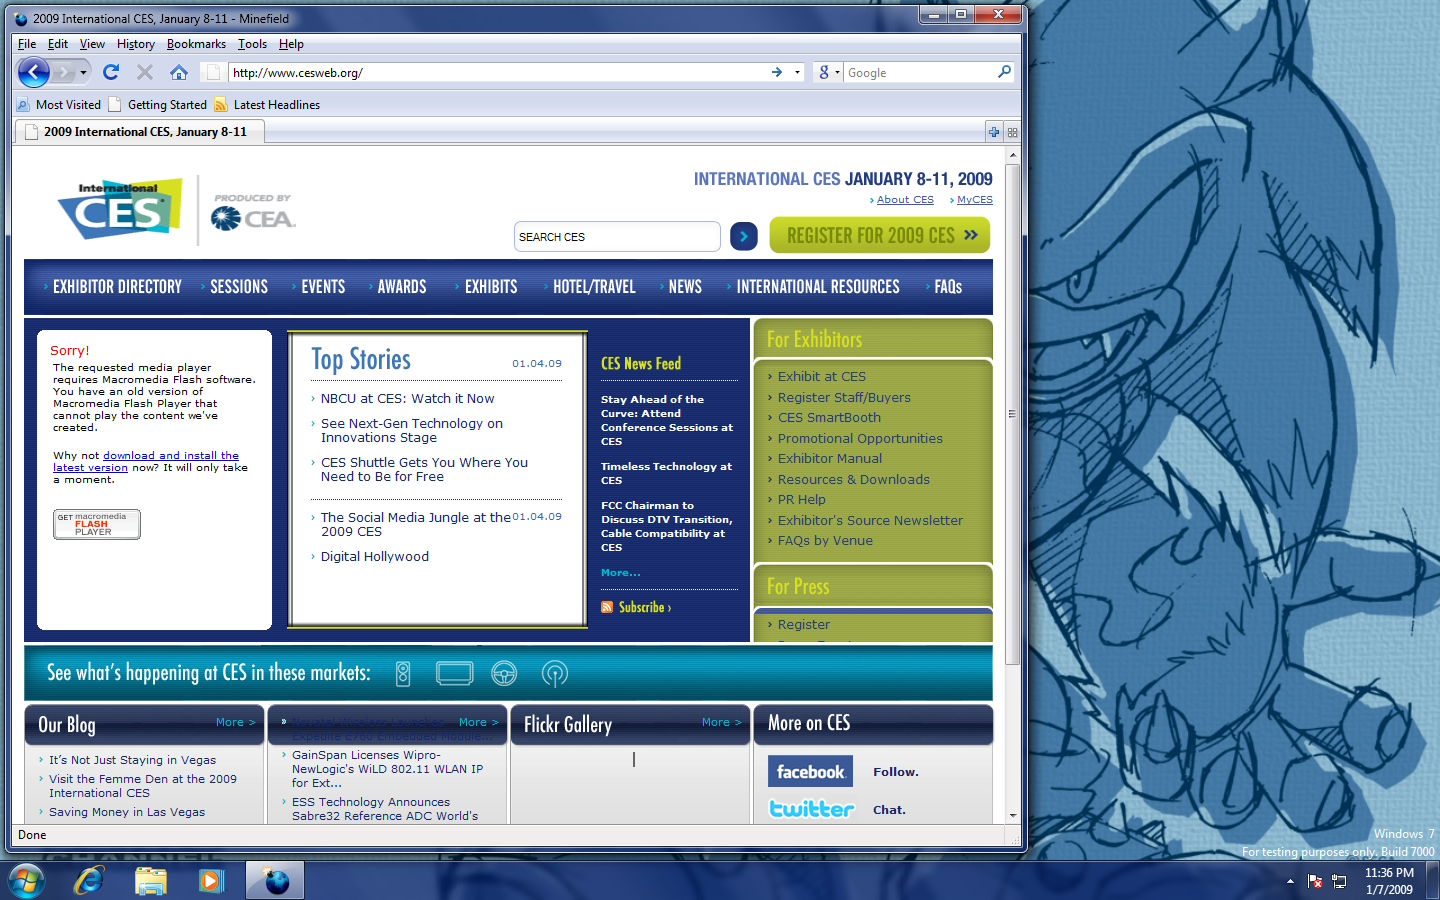 2009 International CES, January 8-11 - Minefield
File Edit View History Bookmarks Tools Help
http://www.cesweb.org/
Google
Most Visited Getting Started Latest Headlines
2009 International CES, January 8-11
International
CES
PRODUCED BY
CEA
INTERNATIONAL CES JANUARY 8-11, 2009
About CES MyCES
SEARCH CES
REGISTER FOR 2009 CES »
EXHIBITOR DIRECTORY SESSIONS EVENTS AWARDS EXHIBITS HOTEL/TRAVEL NEWS INTERNATIONAL RESOURCES FAQs
Sorry!
The requested media player
requires Macromedia Flash software.
You have an old version of
Macromedia Flash Player that
cannot play the content we've
created.
Why not download and install the
latest version now? It will only take
a moment.
GET macromedia
FLASH
PLAYER
Top Stories 01.04.09
NBCU at CES: Watch it Now
See Next-Gen Technology on
Innovations Stage
CES Shuttle Gets You Where You
Need to Be for Free
The Social Media Jungle at the 01.04.09
2009 CES
Digital Hollywood
CES News Feed
Stay Ahead of the
Curve: Attend
Conference Sessions at
CES
Timeless Technology at
CES
FCC Chairman to
Discuss DTV Transition,
Cable Compatibility at
CES
More...
Subscribe ›
For Exhibitors
Exhibit at CES
Register Staff/Buyers
CES SmartBooth
Promotional Opportunities
Exhibitor Manual
Resources & Downloads
PR Help
Exhibitor's Source Newsletter
FAQs by Venue
For Press
Register
See what's happening at CES in these markets:
Our Blog More >
It's Not Just Staying in Vegas
Visit the Femme Den at the 2009
International CES
Saving Money in Las Vegas
More >
Expedite E760 Embedded Module...
GainSpan Licenses Wipro-
NewLogic's WiLD 802.11 WLAN IP
for Ext...
ESS Technology Announces
Sabre32 Reference ADC World's
Flickr Gallery More >
More on CES
facebook. Follow.
twitter Chat.
Done
Windows 7
For testing purposes only. Build 7000
11:36 PM
1/7/2009